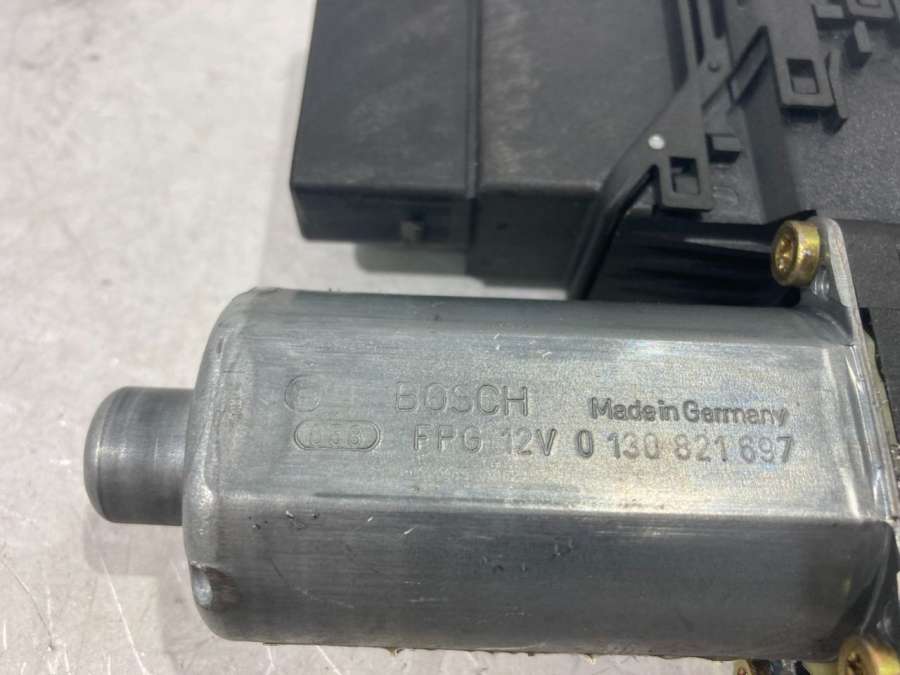 BOSCH Made in Germany
FPG 12V 0 130 821 697